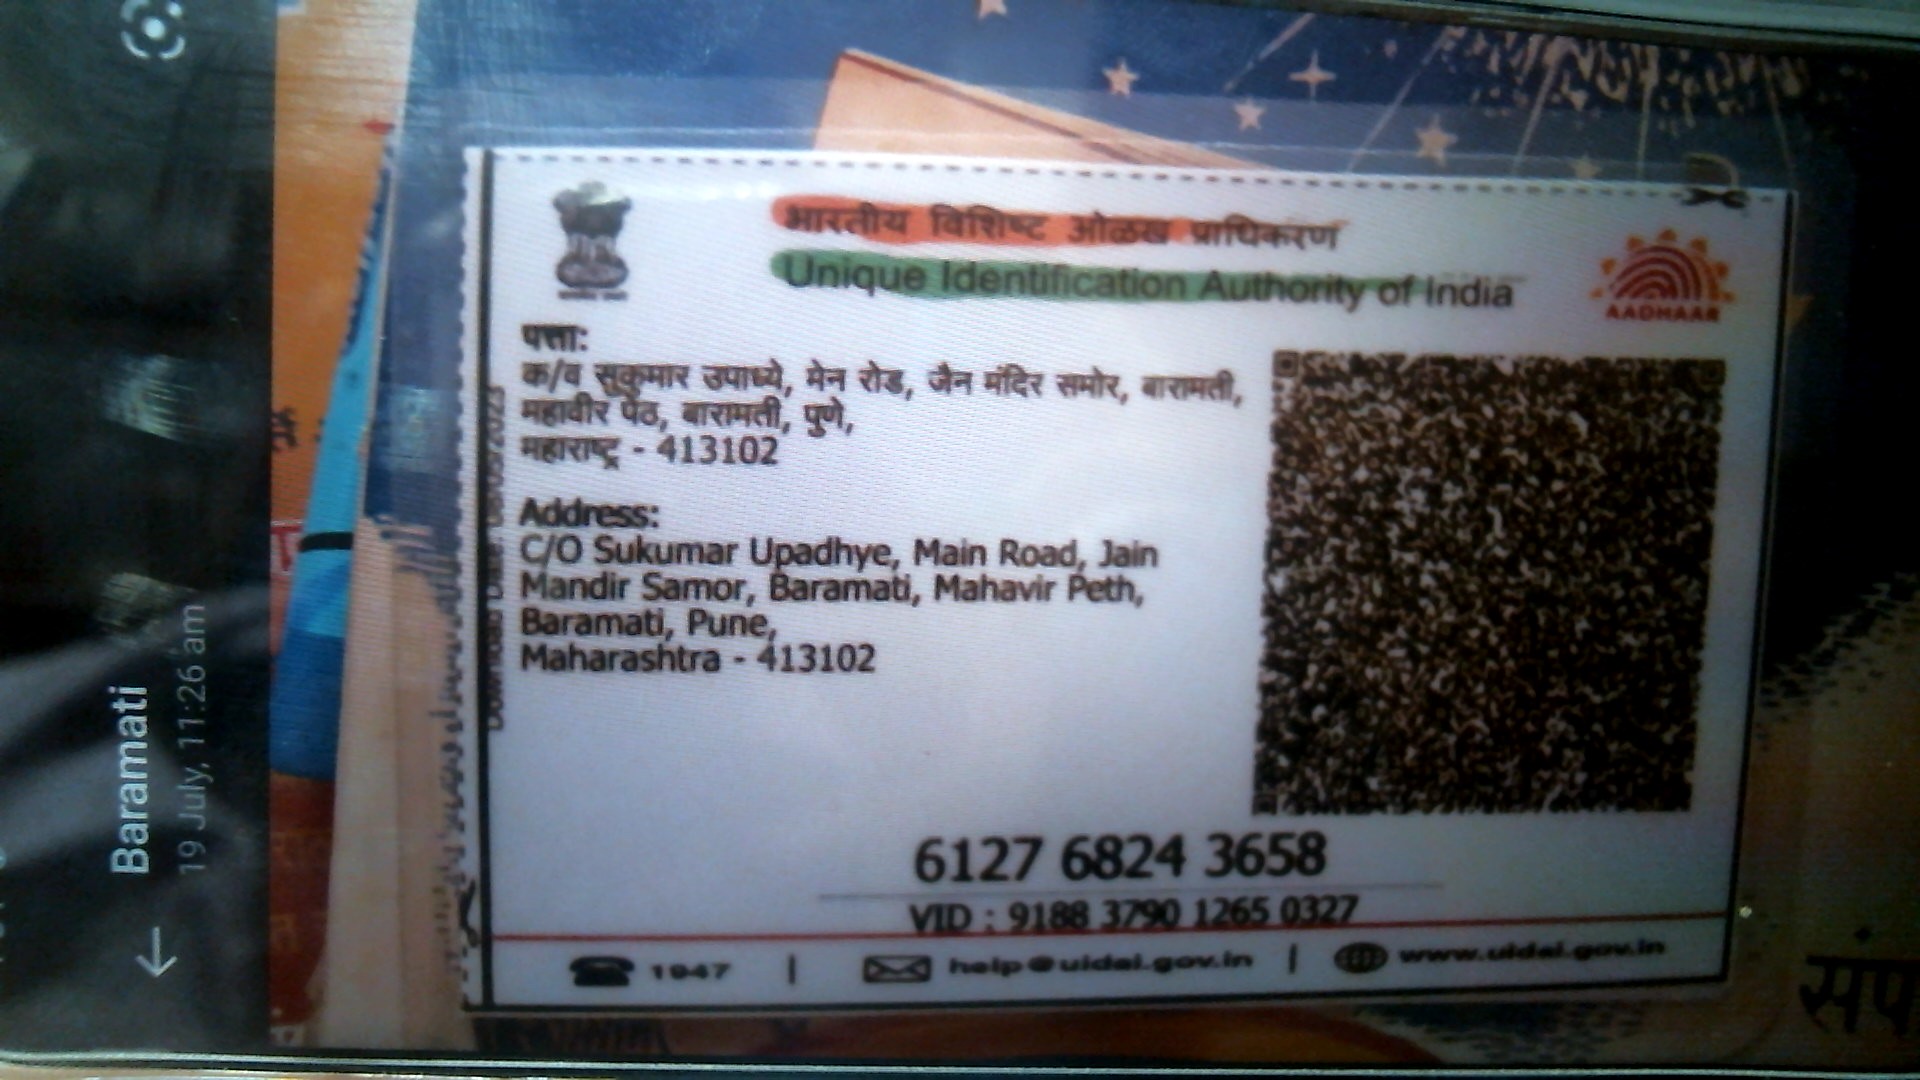 भारतीय विशिष्ट ओळख प्राधिकरण
Unique Identification Authority of India
AADHAAR
पत्ता:
क/व सुकुमार उपाध्ये, मेन रोड, जैन मंदिर समोर, बारामती,
महावीर पेठ, बारामती, पुणे,
महाराष्ट्र - 413102
Address:
C/O Sukumar Upadhye, Main Road, Jain
Mandir Samor, Baramati, Mahavir Peth,
Baramati, Pune,
Maharashtra - 413102
6127 6824 3658
VID : 9188 3790 1265 0327
1947 | help@uidai.gov.in | www.uidai.gov.in
Baramati
19 July, 11:26 am